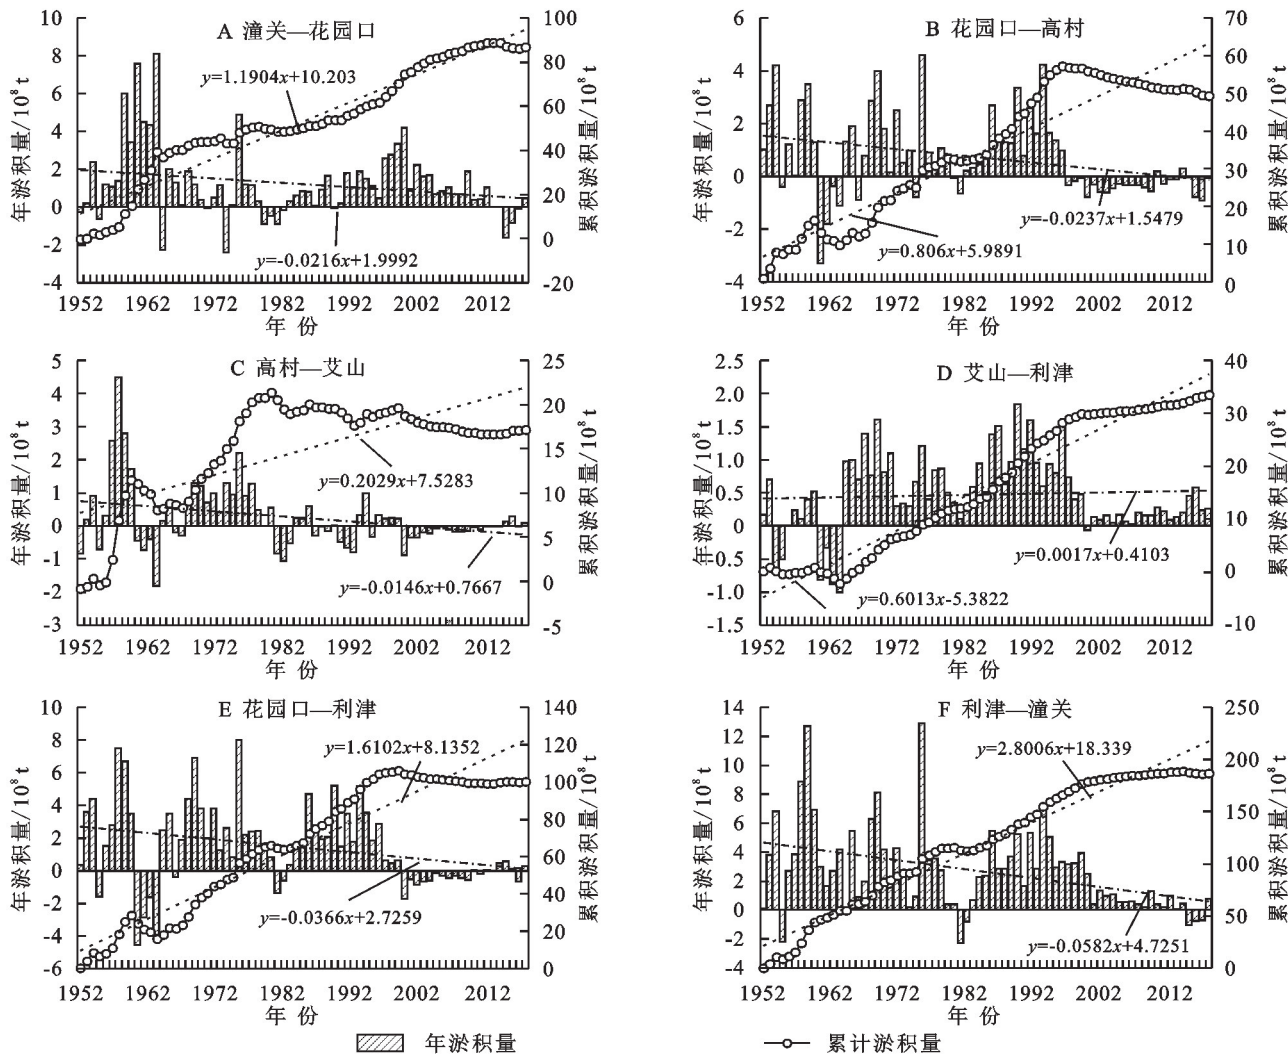 A 潼关—花园口
年淤积量/10⁸ t
累积淤积量/10⁸ t
10
8
6
4
2
0
-2
-4
100
80
60
40
20
0
-20
y=1.1904x+10.203
y=-0.0216x+1.9992
1952 1962 1972 1982 1992 2002 2012
年 份
B 花园口—高村
年淤积量/10⁸ t
累积淤积量/10⁸ t
6
4
2
0
-2
-4
70
60
50
40
30
20
10
0
y=-0.0237x+1.5479
y=0.806x+5.9891
1952 1962 1972 1982 1992 2002 2012
年 份
C 高村—艾山
年淤积量/10⁸ t
累积淤积量/10⁸ t
5
4
3
2
1
0
-1
-2
-3
25
20
15
10
5
0
-5
y=0.2029x+7.5283
y=-0.0146x+0.7667
1952 1962 1972 1982 1992 2002 2012
年 份
D 艾山—利津
年淤积量/10⁸ t
累积淤积量/10⁸ t
2.5
2.0
1.5
1.0
0.5
0
-0.5
-1.0
-1.5
40
30
20
10
0
-10
y=0.0017x+0.4103
y=0.6013x-5.3822
1952 1962 1972 1982 1992 2002 2012
年 份
E 花园口—利津
年淤积量/10⁸ t
累积淤积量/10⁸ t
10
8
6
4
2
0
-2
-4
-6
140
120
100
80
60
40
20
0
y=1.6102x+8.1352
y=-0.0366x+2.7259
1952 1962 1972 1982 1992 2002 2012
年 份
F 利津—潼关
年淤积量/10⁸ t
累积淤积量/10⁸ t
14
12
10
8
6
4
2
0
-2
-4
250
200
150
100
50
0
y=2.8006x+18.339
y=-0.0582x+4.7251
1952 1962 1972 1982 1992 2002 2012
年 份
年淤积量
累计淤积量